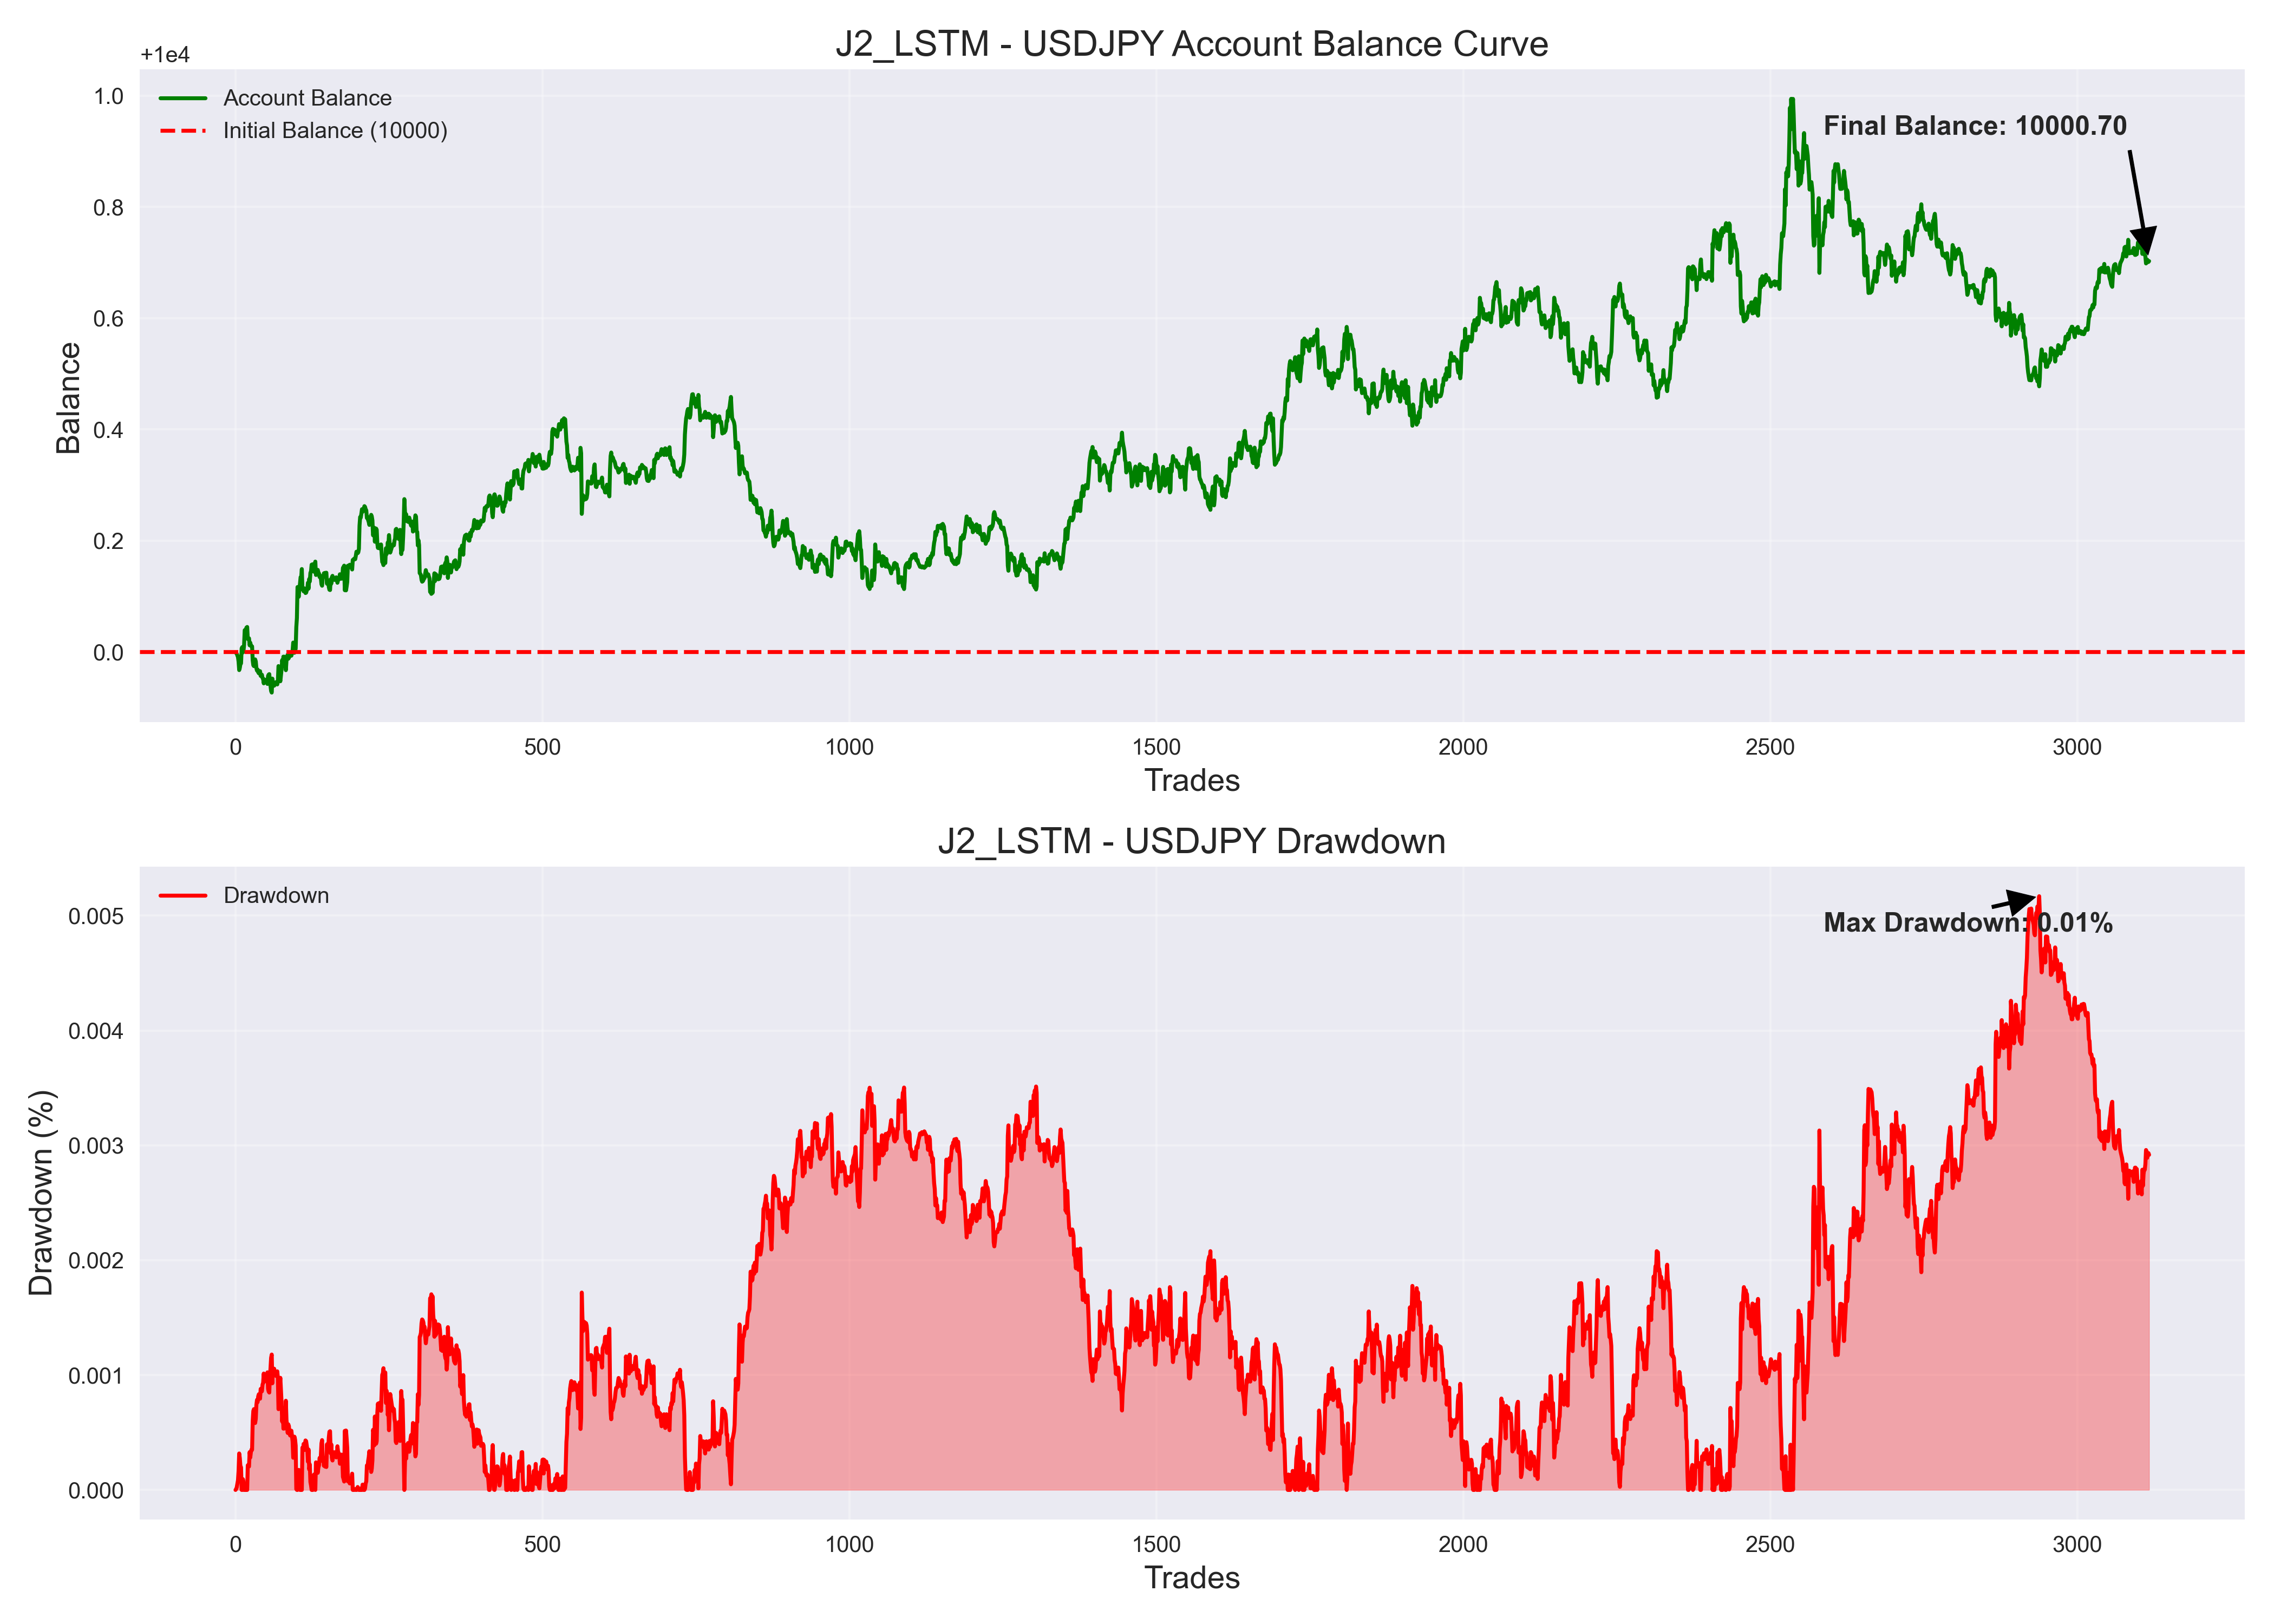 J2_LSTM - USDJPY Account Balance Curve
+1e4
1.0
0.8
0.6
0.4
0.2
0.0
Balance
Account Balance
Initial Balance (10000)
Final Balance: 10000.70
0 500 1000 1500 2000 2500 3000
Trades
J2_LSTM - USDJPY Drawdown
0.005
0.004
0.003
0.002
0.001
0.000
Drawdown (%)
Drawdown
Max Drawdown: 0.01%
0 500 1000 1500 2000 2500 3000
Trades